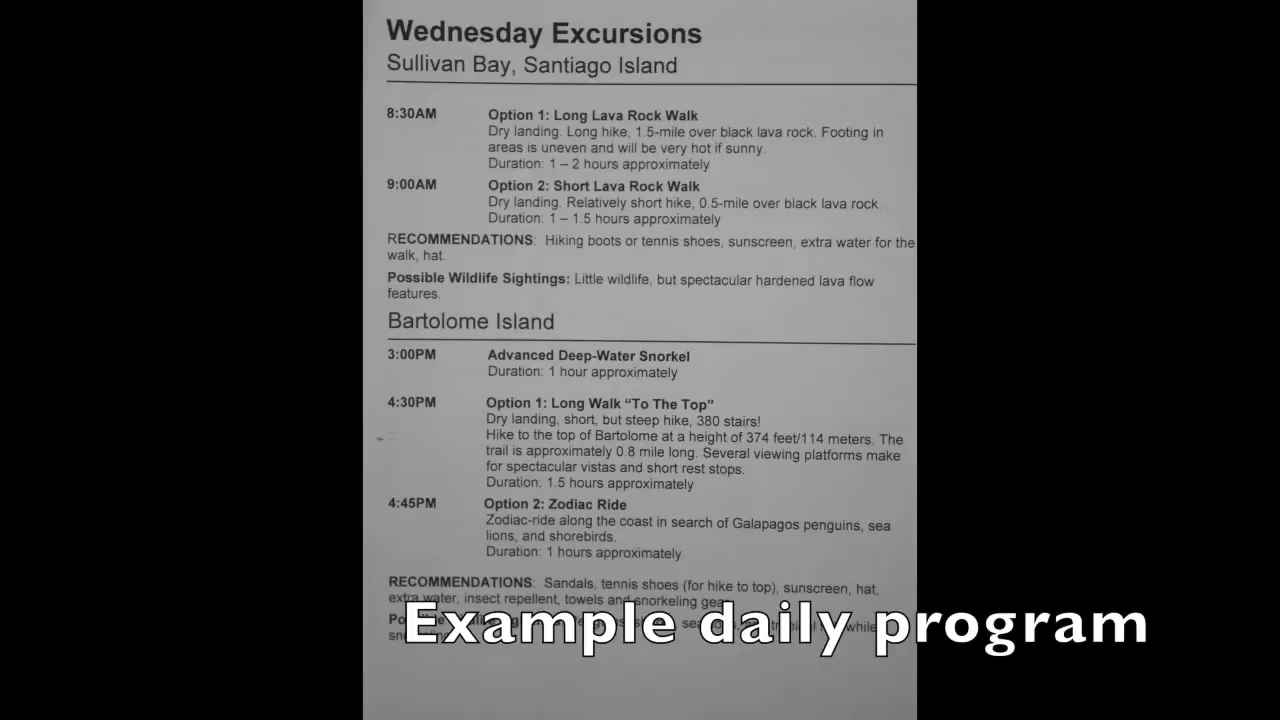 Wednesday Excursions
Sullivan Bay, Santiago Island
8:30AM Option 1: Long Lava Rock Walk
Dry landing. Long hike, 1.5-mile over black lava rock. Footing in
areas is uneven and will be very hot if sunny.
Duration: 1 – 2 hours approximately
9:00AM Option 2: Short Lava Rock Walk
Dry landing. Relatively short hike, 0.5-mile over black lava rock.
Duration: 1 – 1.5 hours approximately
RECOMMENDATIONS: Hiking boots or tennis shoes, sunscreen, extra water for the
walk, hat.
Possible Wildlife Sightings: Little wildlife, but spectacular hardened lava flow
features.
Bartolome Island
3:00PM Advanced Deep-Water Snorkel
Duration: 1 hour approximately
4:30PM Option 1: Long Walk “To The Top”
Dry landing, short, but steep hike, 380 stairs!
Hike to the top of Bartolome at a height of 374 feet/114 meters. The
trail is approximately 0.8 mile long. Several viewing platforms make
for spectacular vistas and short rest stops.
Duration: 1.5 hours approximately
4:45PM Option 2: Zodiac Ride
Zodiac-ride along the coast in search of Galapagos penguins, sea
lions, and shorebirds.
Duration: 1 hours approximately
RECOMMENDATIONS: Sandals, tennis shoes (for hike to top), sunscreen, hat,
extra water, insect repellent, towels and snorkeling gear
Example daily program